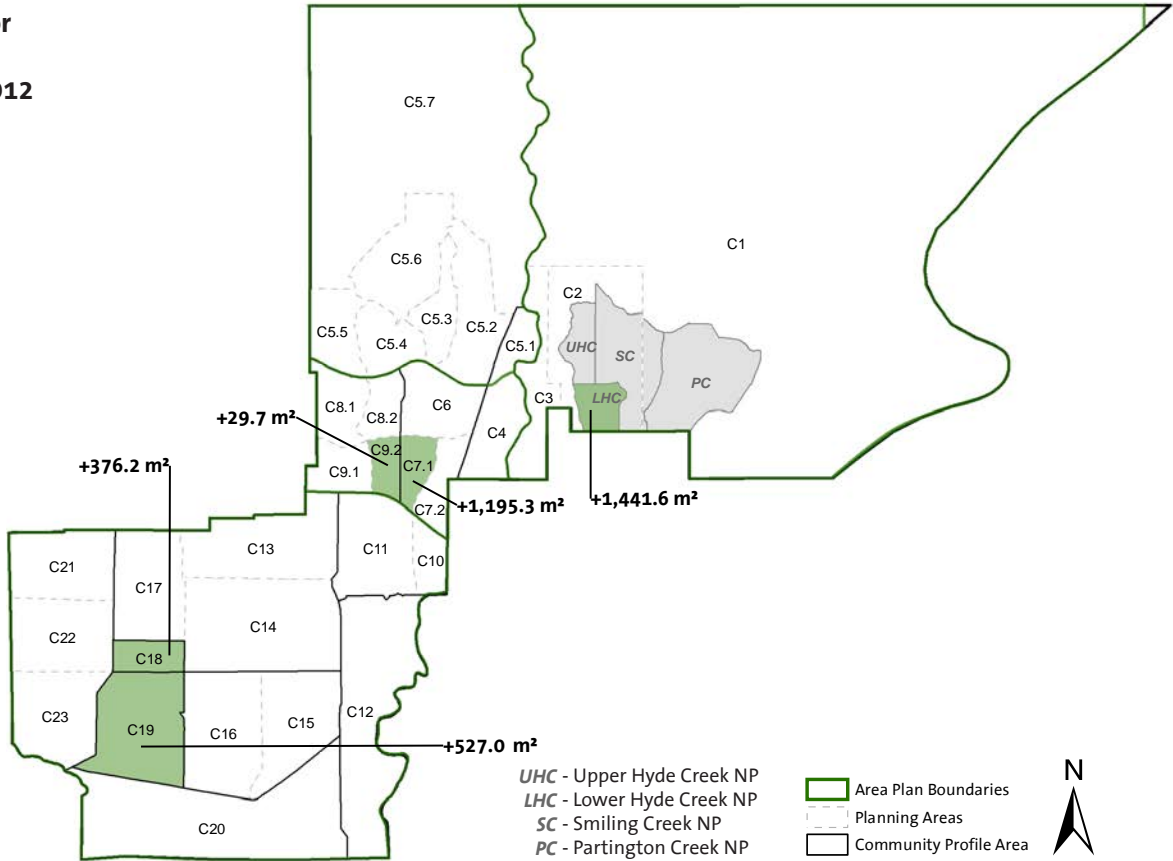 C5.7
C1
C5.6
C2
C5.5
C5.3
C5.2
C5.4
C5.1
UHC
SC
PC
LHC
C3
C8.1
C8.2
C6
C4
+29.7 m²
C9.2
C9.1
C7.1
+376.2 m²
+1,195.3 m²
+1,441.6 m²
C7.2
C13
C11
C10
C21
C17
C22
C14
C18
C23
C19
C16
C15
C12
+527.0 m²
C20
UHC - Upper Hyde Creek NP
LHC - Lower Hyde Creek NP
SC - Smiling Creek NP
PC - Partington Creek NP
Area Plan Boundaries
Planning Areas
Community Profile Area
N